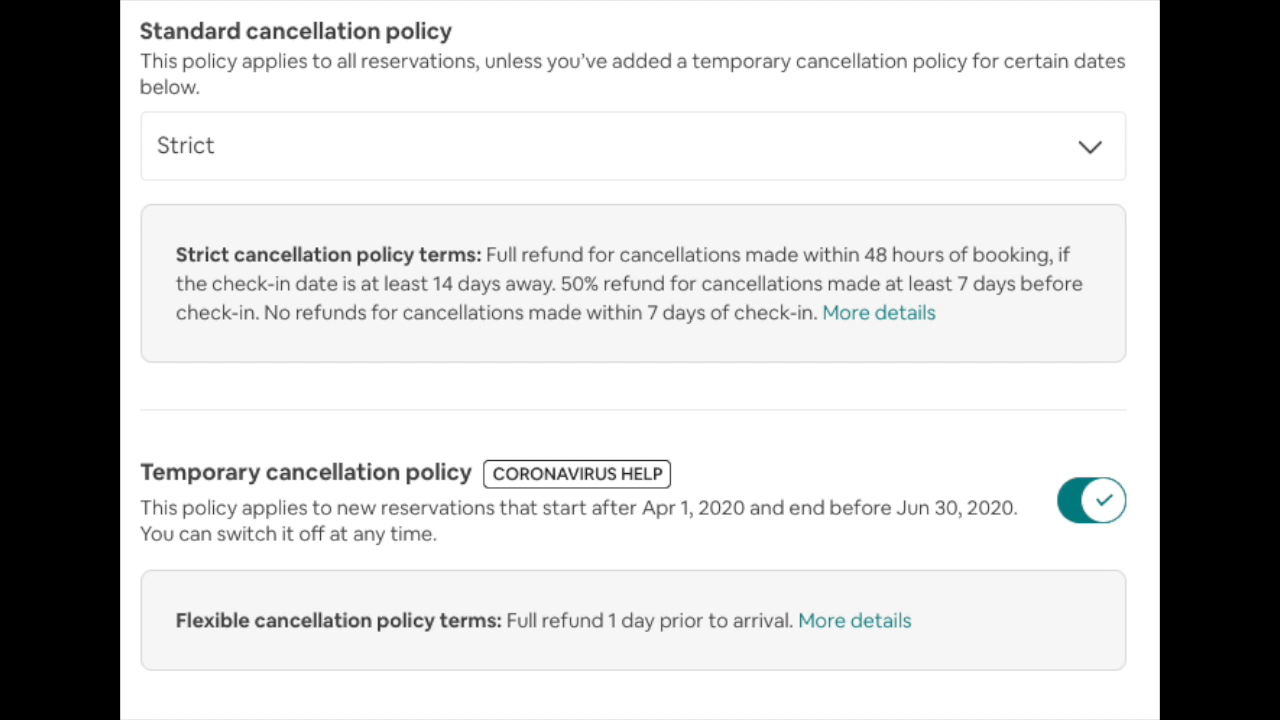 Standard cancellation policy
This policy applies to all reservations, unless you’ve added a temporary cancellation policy for certain dates
below.
Strict
Strict cancellation policy terms: Full refund for cancellations made within 48 hours of booking, if
the check-in date is at least 14 days away. 50% refund for cancellations made at least 7 days before
check-in. No refunds for cancellations made within 7 days of check-in. More details
Temporary cancellation policy CORONAVIRUS HELP
This policy applies to new reservations that start after Apr 1, 2020 and end before Jun 30, 2020.
You can switch it off at any time.
Flexible cancellation policy terms: Full refund 1 day prior to arrival. More details